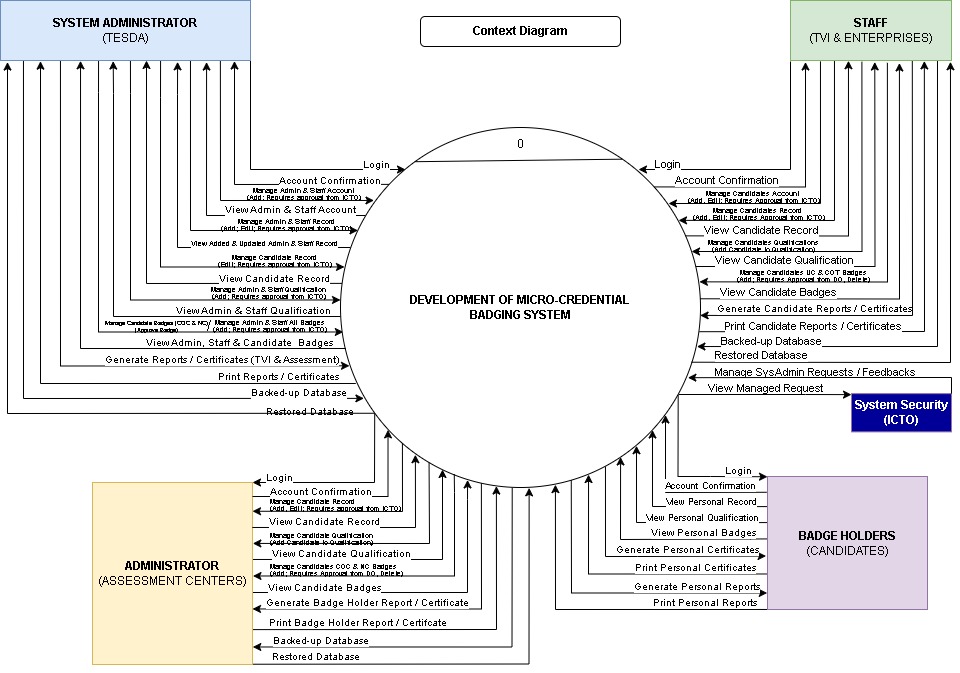 SYSTEM ADMINISTRATOR
(TESDA)
Context Diagram
STAFF
(TVI & ENTERPRISES)
0
DEVELOPMENT OF MICRO-CREDENTIAL
BADGING SYSTEM
Login
Account Confirmation
Manage Admin & Staff Account
(Add; Requires approval from ICTO)
View Admin & Staff Account
Manage Admin & Staff Record
(Add, Edit; Requires approval from ICTO)
View Added & Updated Admin & Staff Record
Manage Candidate Record
(Edit; Requires approval from ICTO)
View Candidate Record
Manage Admin & Staff Qualification
(Add; Requires approval from ICTO)
View Admin & Staff Qualification
Manage Candidate Badges (COC & NC)/ Manage Admin & Staff All Badges
(Approve Badge) / (Add; Requires approval from ICTO)
View Admin, Staff & Candidate Badges
Generate Reports / Certificates (TVI & Assessment)
Print Reports / Certificates
Backed-up Database
Restored Database
Login
Account Confirmation
Manage Candidates Account
(Add, Edit; Requires approval from ICTO)
Manage Candidates Record
(Add, Edit; Requires approval from ICTO)
View Candidate Record
Manage Candidates Qualifications
(Add Candidate to Qualification)
View Candidate Qualification
Manage Candidates UC & COT Badges
(Add; Requires Approval from DO, Delete)
View Candidate Badges
Generate Candidate Reports / Certificates
Print Candidate Reports / Certificates
Backed-up Database
Restored Database
Manage SysAdmin Requests / Feedbacks
View Managed Request
System Security
(ICTO)
ADMINISTRATOR
(ASSESSMENT CENTERS)
Login
Account Confirmation
Manage Candidate Record
(Add, Edit; Requires approval from ICTO)
View Candidate Record
Manage Candidate Qualification
(Add Candidate to Qualification)
View Candidate Qualification
Manage Candidates COC & NC Badges
(Add; Requires Approval from DO, Delete)
View Candidate Badges
Generate Badge Holder Report / Certificate
Print Badge Holder Report / Certifcate
Backed-up Database
Restored Database
Login
Account Confirmation
View Personal Record
View Personal Qualification
View Personal Badges
Generate Personal Certificates
Print Personal Certificates
Generate Personal Reports
Print Personal Reports
BADGE HOLDERS
(CANDIDATES)